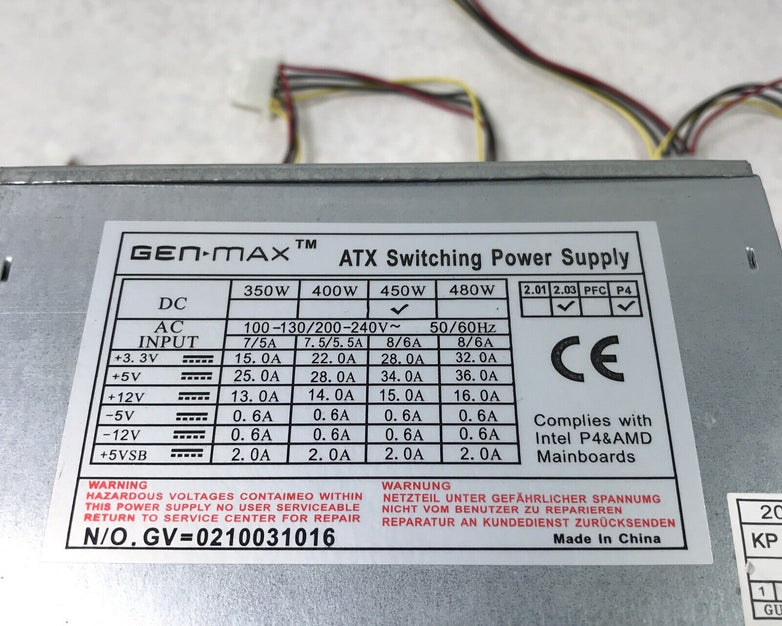 GEN-MAX™ ATX Switching Power Supply
DC 350W 400W 450W 480W
✓
2.01 2.03 PFC P4
✓ ✓
AC INPUT 100-130/200-240V~ 50/60Hz
7/5A 7.5/5.5A 8/6A 8/6A
+3.3V 15.0A 22.0A 28.0A 32.0A
+5V 25.0A 28.0A 34.0A 36.0A
+12V 13.0A 14.0A 15.0A 16.0A
-5V 0.6A 0.6A 0.6A 0.6A
-12V 0.6A 0.6A 0.6A 0.6A
+5VSB 2.0A 2.0A 2.0A 2.0A
CE
Complies with
Intel P4&AMD
Mainboards
WARNING
HAZARDOUS VOLTAGES CONTAIMEO WITHIN
THIS POWER SUPPLY NO USER SERVICEABLE
RETURN TO SERVICE CENTER FOR REPAIR
WARNUNG
NETZTEIL UNTER GEFÄHRLICHER SPANNUMG
NICHT VOM BENUTZER ZU REPARIEREN
REPARATUR AN KUNDEDIENST ZURÜCKSENDEN
N/O. GV=0210031016
Made In China
20
KP
1
GU